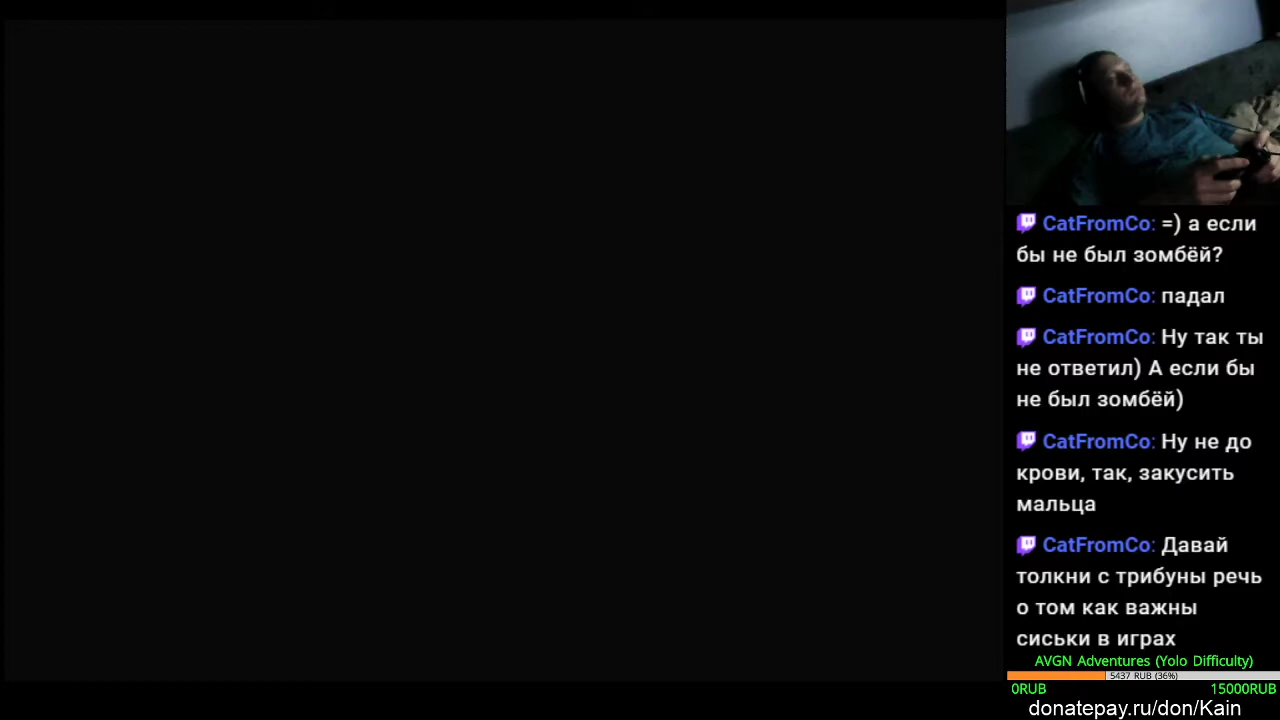 CatFromCo: =) а если
бы не был зомбёй?
CatFromCo: падал
CatFromCo: Ну так ты
не ответил) А если бы
не был зомбёй)
CatFromCo: Ну не до
крови, так, закусить
мальца
CatFromCo: Давай
толкни с трибуны речь
о том как важны
сиськи в играх
AVGN Adventures (Yolo Difficulty)
5437 RUB (36%)
0RUB 15000RUB
donatepay.ru/don/Kain